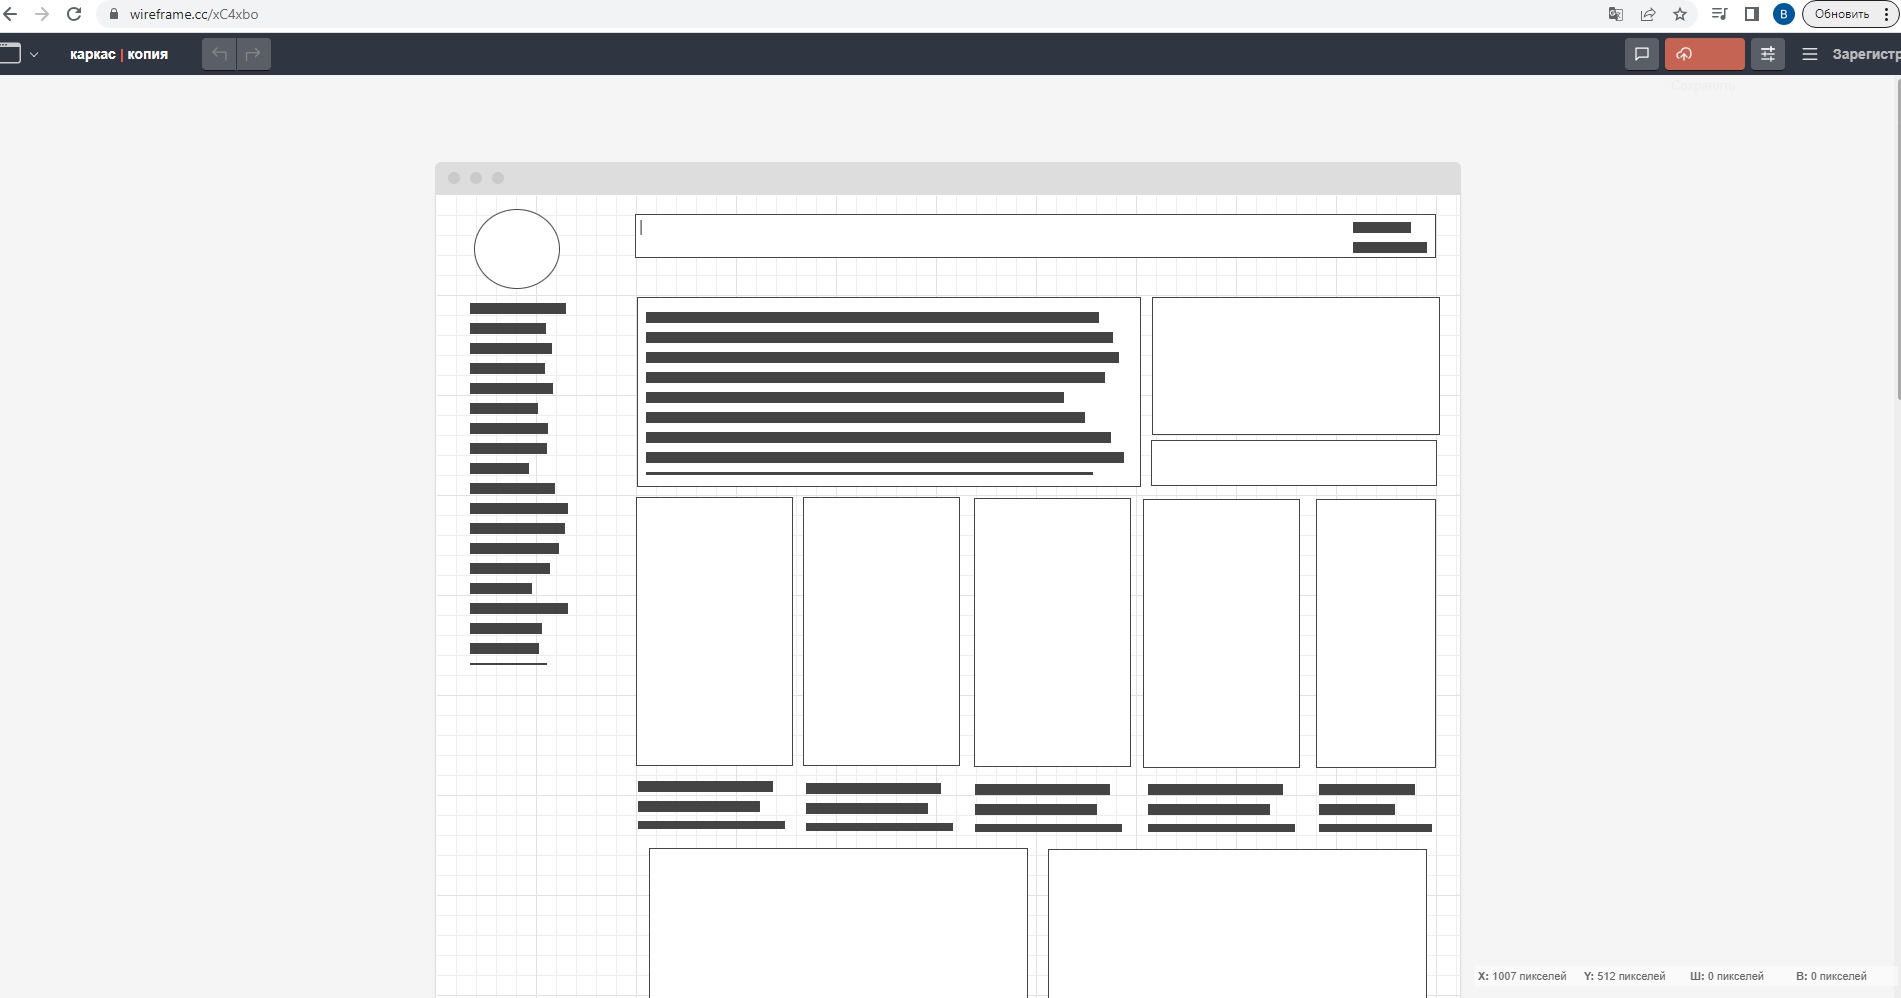 wireframe.cc/xC4xbo
B
Обновить
каркас | копия
Зарегистр
Сохранить
X: 1007 пикселей Y: 512 пикселей Ш: 0 пикселей В: 0 пикселей